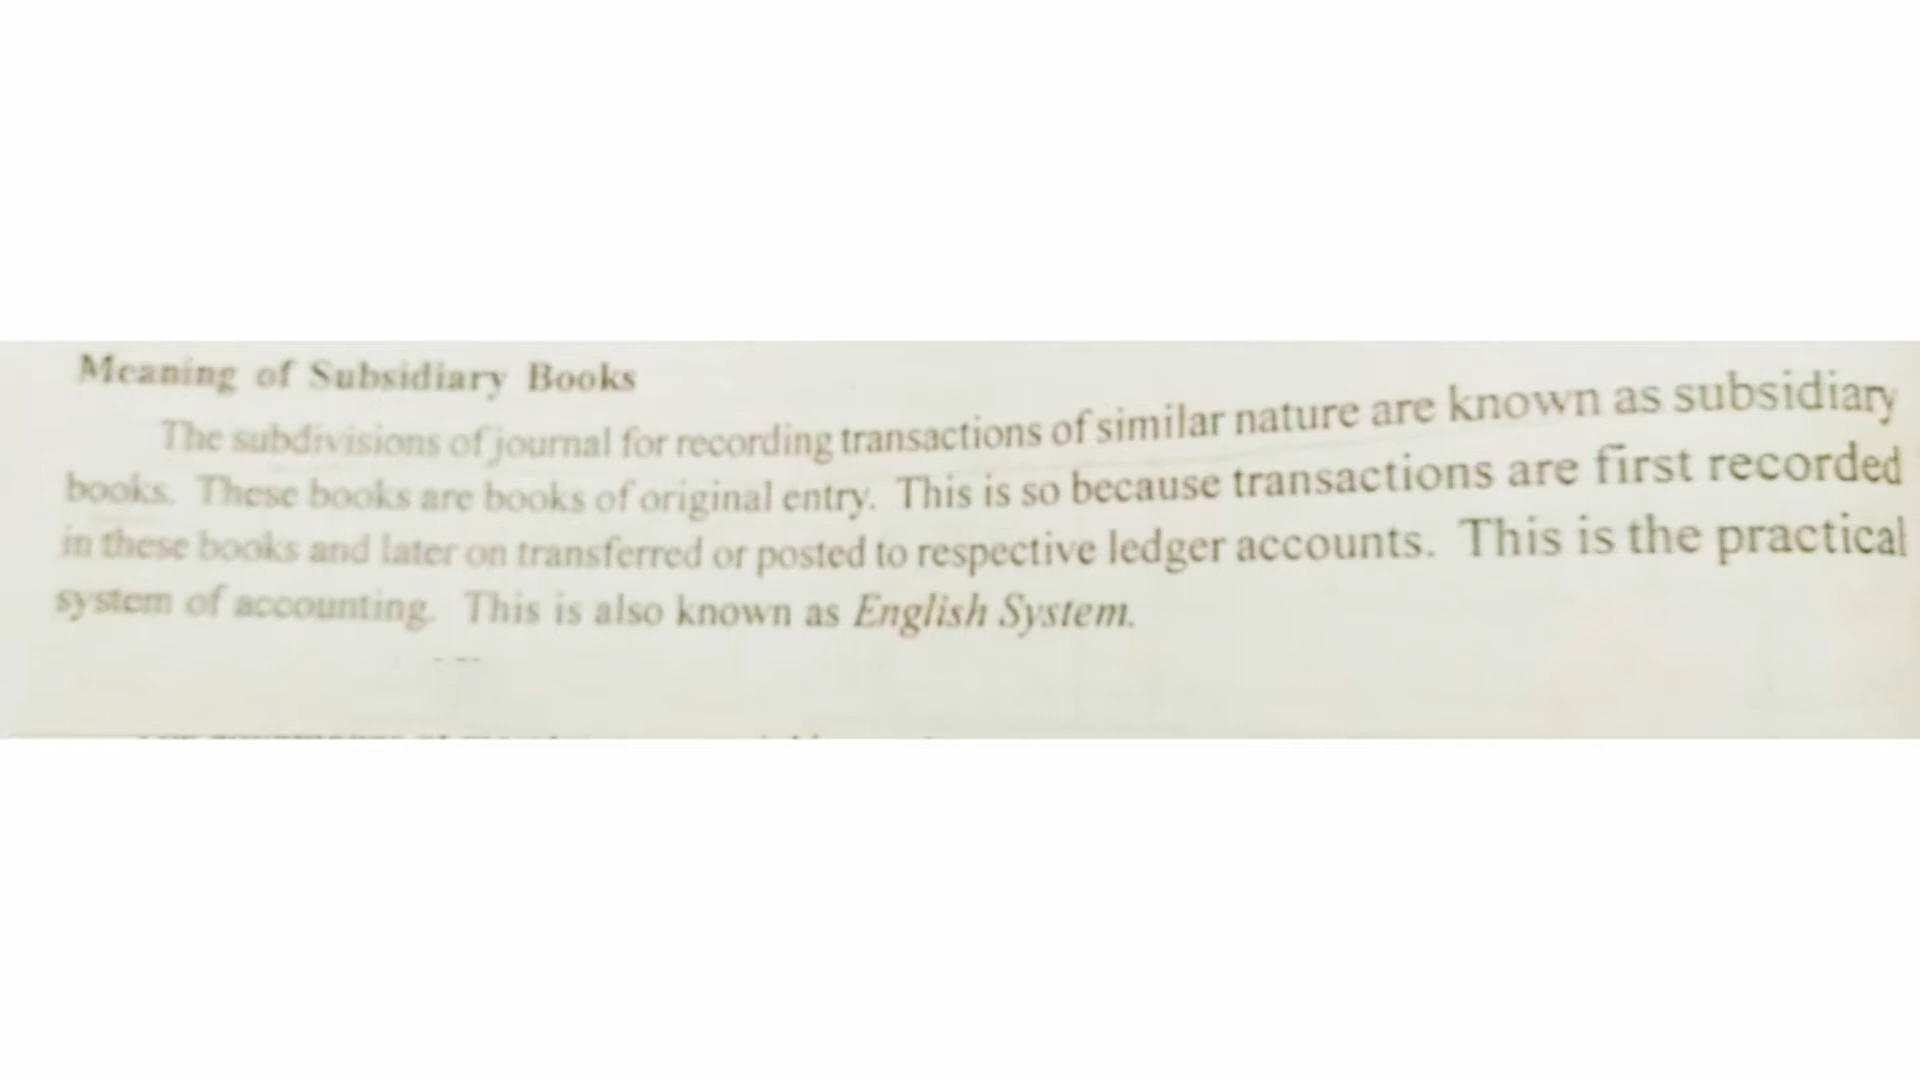 Meaning of Subsidiary Books
The subdivisions of journal for recording transactions of similar nature are known as subsidiary
books. These books are books of original entry. This is so because transactions are first recorded
in these books and later on transferred or posted to respective ledger accounts. This is the practical
system of accounting. This is also known as English System.